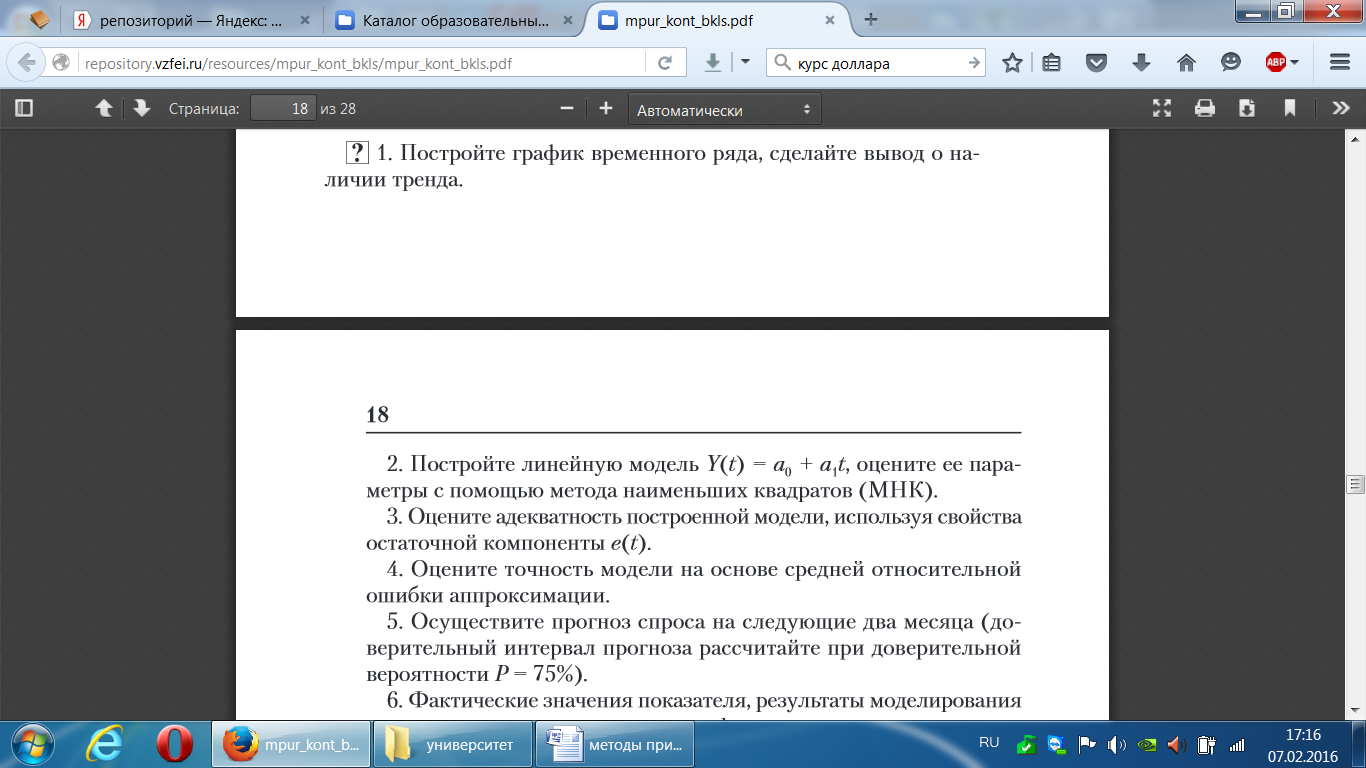 репозиторий — Яндекс: ...
Каталог образовательны...
mpur_kont_bkls.pdf
repository.vzfei.ru/resources/mpur_kont_bkls/mpur_kont_bkls.pdf
курс доллара
ABP
Страница: 18 из 28
Автоматически
? 1. Постройте график временного ряда, сделайте вывод о на-
личии тренда.
18
2. Постройте линейную модель Y(t) = a0 + a1t, оцените ее пара-
метры с помощью метода наименьших квадратов (МНК).
3. Оцените адекватность построенной модели, используя свойства
остаточной компоненты e(t).
4. Оцените точность модели на основе средней относительной
ошибки аппроксимации.
5. Осуществите прогноз спроса на следующие два месяца (до-
верительный интервал прогноза рассчитайте при доверительной
вероятности P = 75%).
6. Фактические значения показателя, результаты моделирования
mpur_kont_b...
университет
методы при...
RU
17:16
07.02.2016